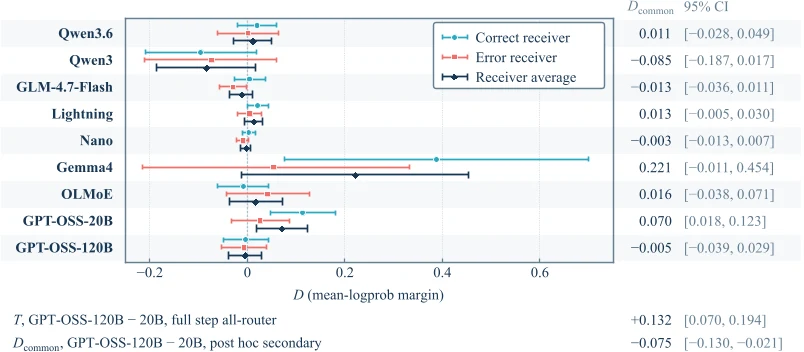 D_common 95% CI
Qwen3.6 0.011 [−0.028, 0.049]
Qwen3 −0.085 [−0.187, 0.017]
GLM-4.7-Flash −0.013 [−0.036, 0.011]
Lightning 0.013 [−0.005, 0.030]
Nano −0.003 [−0.013, 0.007]
Gemma4 0.221 [−0.011, 0.454]
OLMoE 0.016 [−0.038, 0.071]
GPT-OSS-20B 0.070 [0.018, 0.123]
GPT-OSS-120B −0.005 [−0.039, 0.029]
Correct receiver
Error receiver
Receiver average
−0.2 0 0.2 0.4 0.6
D (mean-logprob margin)
T, GPT-OSS-120B − 20B, full step all-router +0.132 [0.070, 0.194]
D_common, GPT-OSS-120B − 20B, post hoc secondary −0.075 [−0.130, −0.021]